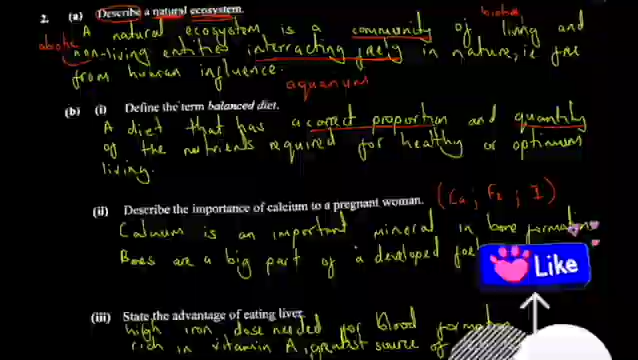 2. (a) Describe a natural ecosystem.
biotic
A natural ecosystem is a community of living and
abiotic
non-living entities interracting freely in nature, i.e free
from human influence.
aquarium
(b) (i) Define the term balanced diet.
A diet that has a correct proportion and quantity
of the nutrients required for healthy or optimum
living.
(ii) Describe the importance of calcium to a pregnant woman. (Ca; Fe; I)
Calcium is an important mineral in bone formation
are a big part of a developed
Like
(iii) State the advantage of eating liver.
High iron dose needed for blood formation
rich in vitamin A, greatest source of